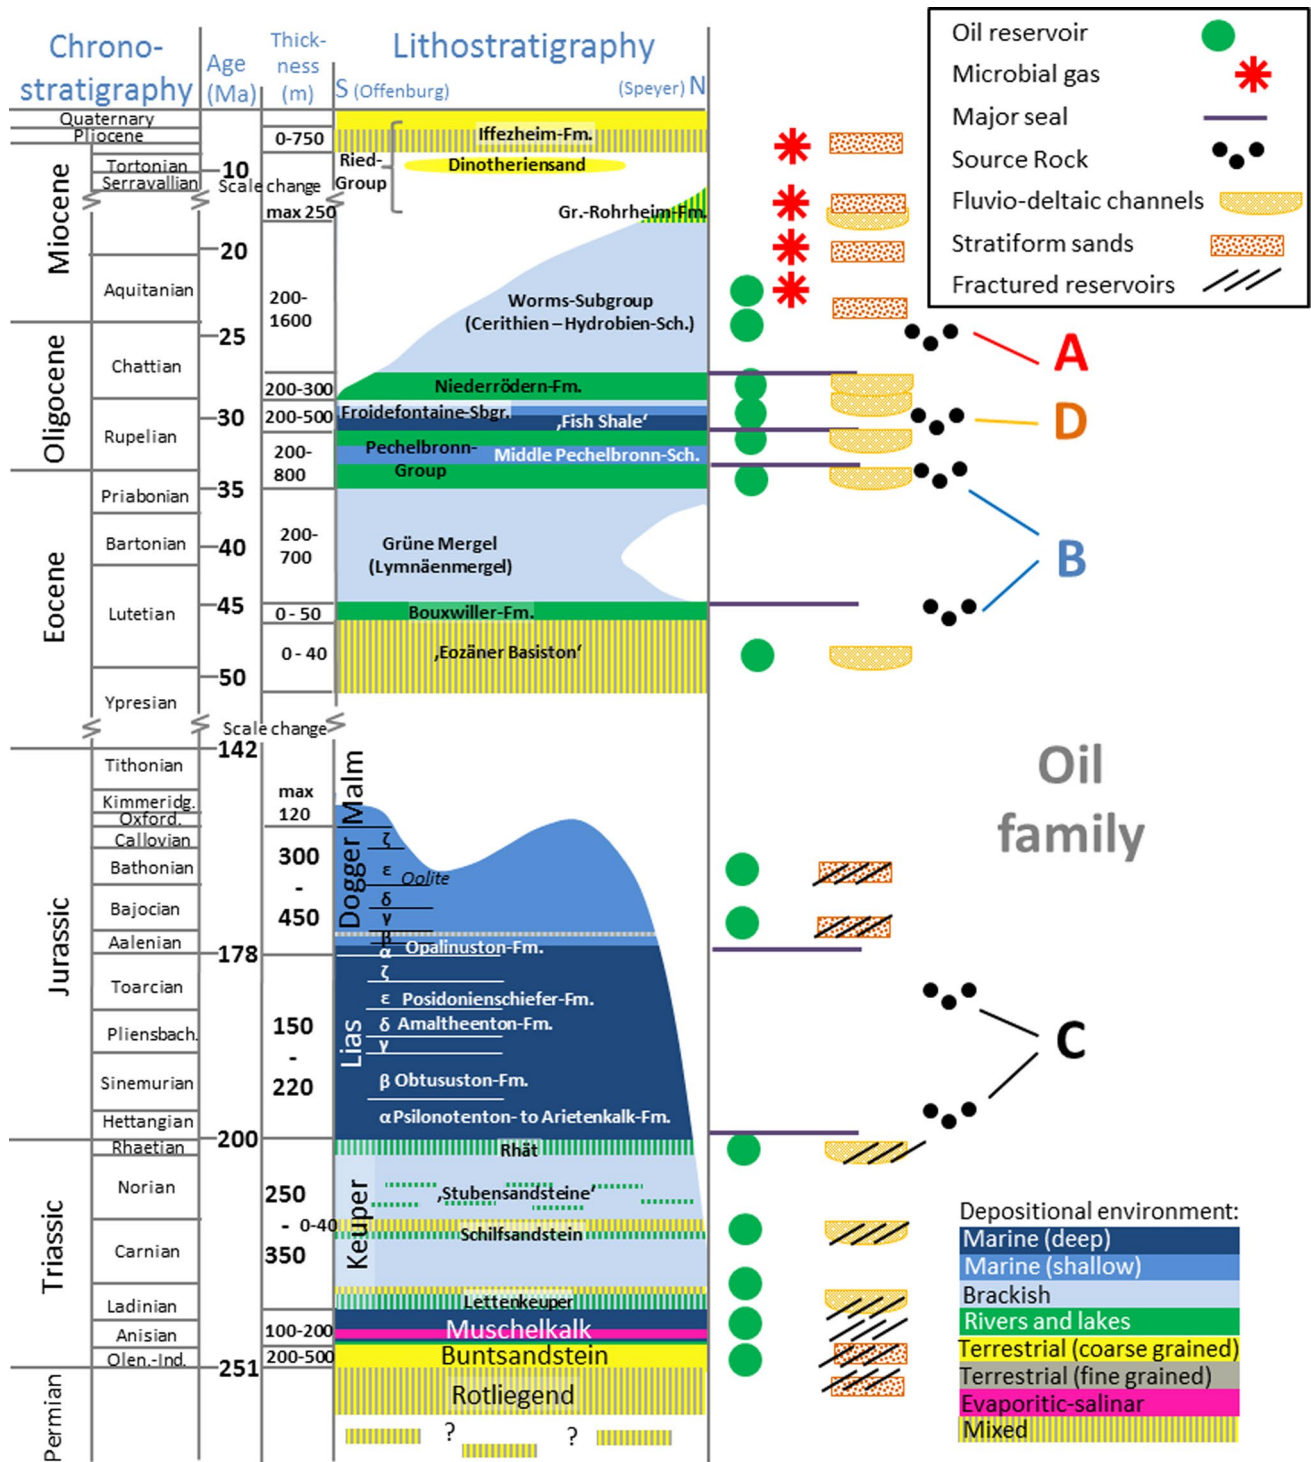 Chrono-
stratigraphy
Age
(Ma)
Thick-
ness
(m)
Lithostratigraphy
S (Offenburg)
(Speyer) N
Oil reservoir
Microbial gas
Major seal
Source Rock
Fluvio-deltaic channels
Stratiform sands
Fractured reservoirs
Quaternary
Pliocene
Tortonian
Serravallian
Aquitanian
Chattian
Rupelian
Priabonian
Bartonian
Lutetian
Ypresian
Tithonian
Kimmeridg.
Oxford.
Callovian
Bathonian
Bajocian
Aalenian
Toarcian
Pliensbach.
Sinemurian
Hettangian
Rhaetian
Norian
Carnian
Ladinian
Anisian
Olen.-Ind.
Miocene
Oligocene
Eocene
Jurassic
Triassic
Permian
10
Scale change
20
25
30
35
40
45
50
Scale change
142
178
200
251
0-750
max 250
200-
1600
200-300
200-500
200-
800
200-
700
0 - 50
0 - 40
max
120
300
-
450
150
-
220
250
- 0-40
350
100-200
200-500
Iffezheim-Fm.
Ried-
Group
Dinotheriensand
Gr.-Rohrheim-Fm.
Worms-Subgroup
(Cerithien – Hydrobien-Sch.)
Niederrödern-Fm.
Froidefontaine-Sbgr.
‚Fish Shale‘
Pechelbronn-
Group
Middle Pechelbronn-Sch.
Grüne Mergel
(Lymnäenmergel)
Bouxwiller-Fm.
‚Eozäner Basiston‘
Malm
Dogger
ζ
ε
Oolite
δ
γ
β
α Opalinuston-Fm.
Lias
ζ
ε Posidonienschiefer-Fm.
δ Amaltheenton-Fm.
γ
β Obtususton-Fm.
α Psilonotenton- to Arietenkalk-Fm.
Keuper
Rhät
‚Stubensandsteine‘
Schilfsandstein
Lettenkeuper
Muschelkalk
Buntsandstein
Rotliegend
?
?
A
D
B
Oil
family
C
Depositional environment:
Marine (deep)
Marine (shallow)
Brackish
Rivers and lakes
Terrestrial (coarse grained)
Terrestrial (fine grained)
Evaporitic-salinar
Mixed